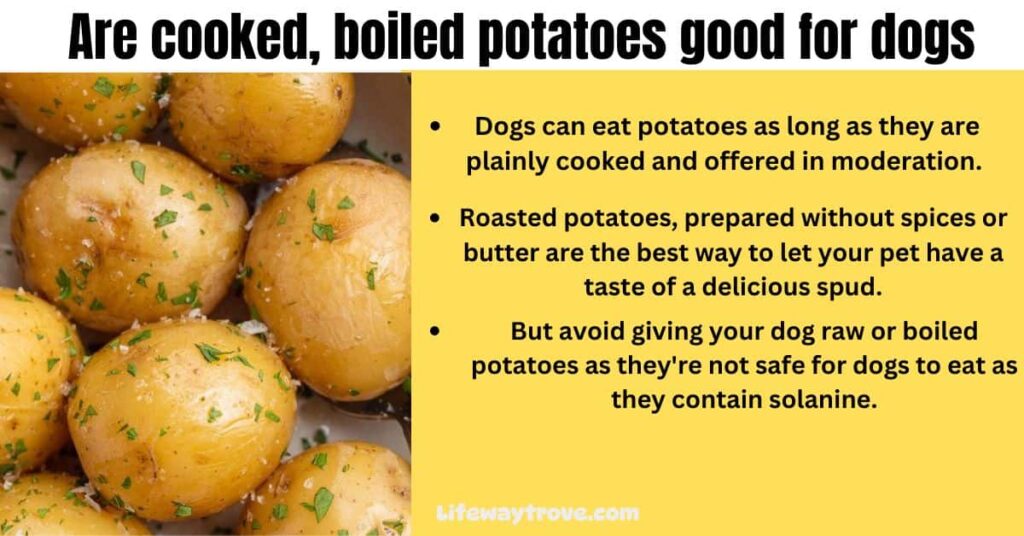 Are cooked, boiled potatoes good for dogs
• Dogs can eat potatoes as long as they are
plainly cooked and offered in moderation.
• Roasted potatoes, prepared without spices or
butter are the best way to let your pet have a
taste of a delicious spud.
• But avoid giving your dog raw or boiled
potatoes as they're not safe for dogs to eat as
they contain solanine.
Lifewaytrove.com